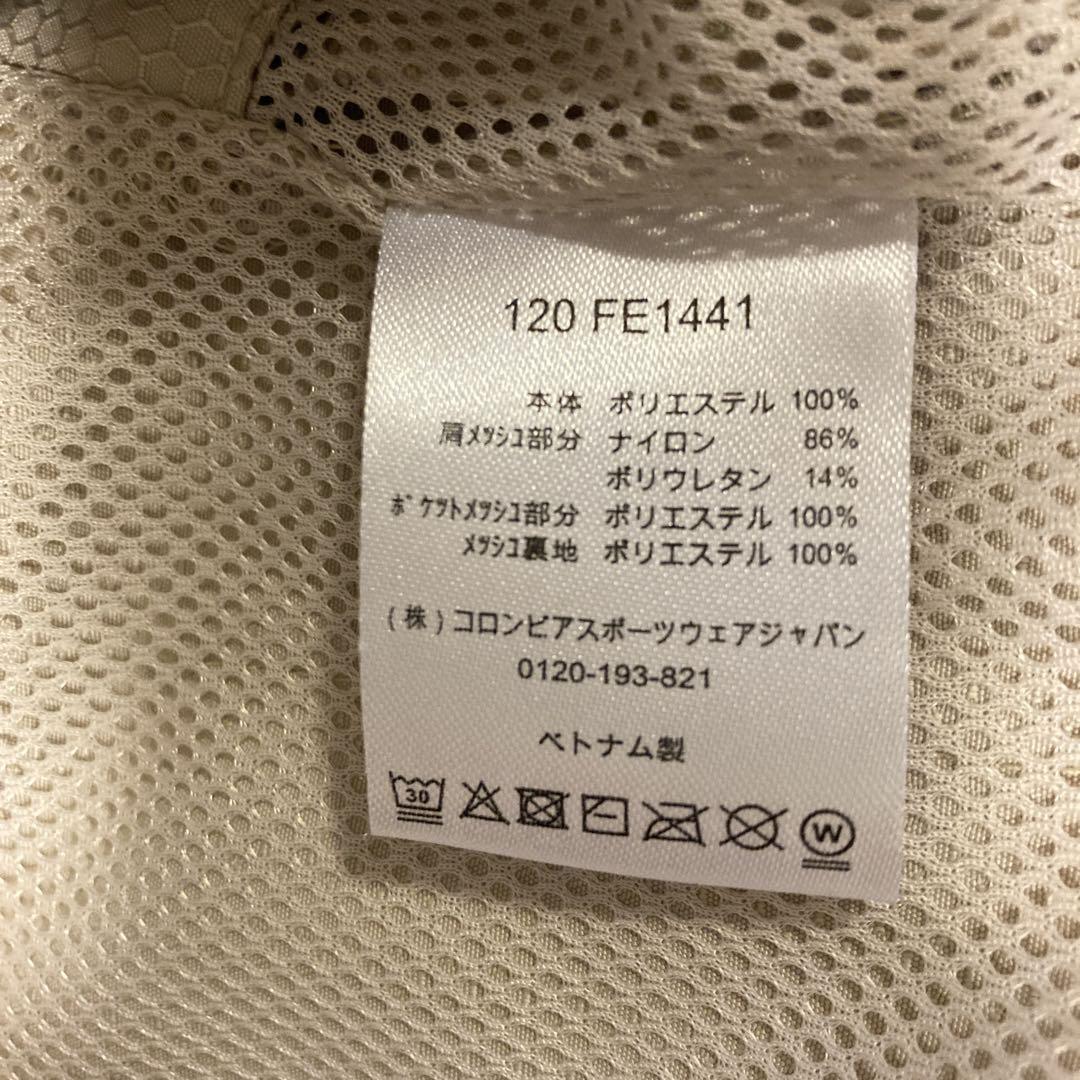 120 FE1441
本体 ポリエステル 100%
肩ﾒｯｼｭ部分 ナイロン 86%
ポリウレタン 14%
ﾎﾟｹｯﾄﾒｯｼｭ部分 ポリエステル 100%
ﾒｯｼｭ裏地 ポリエステル 100%
(株)コロンビアスポーツウェアジャパン
0120-193-821
ベトナム製
30 W